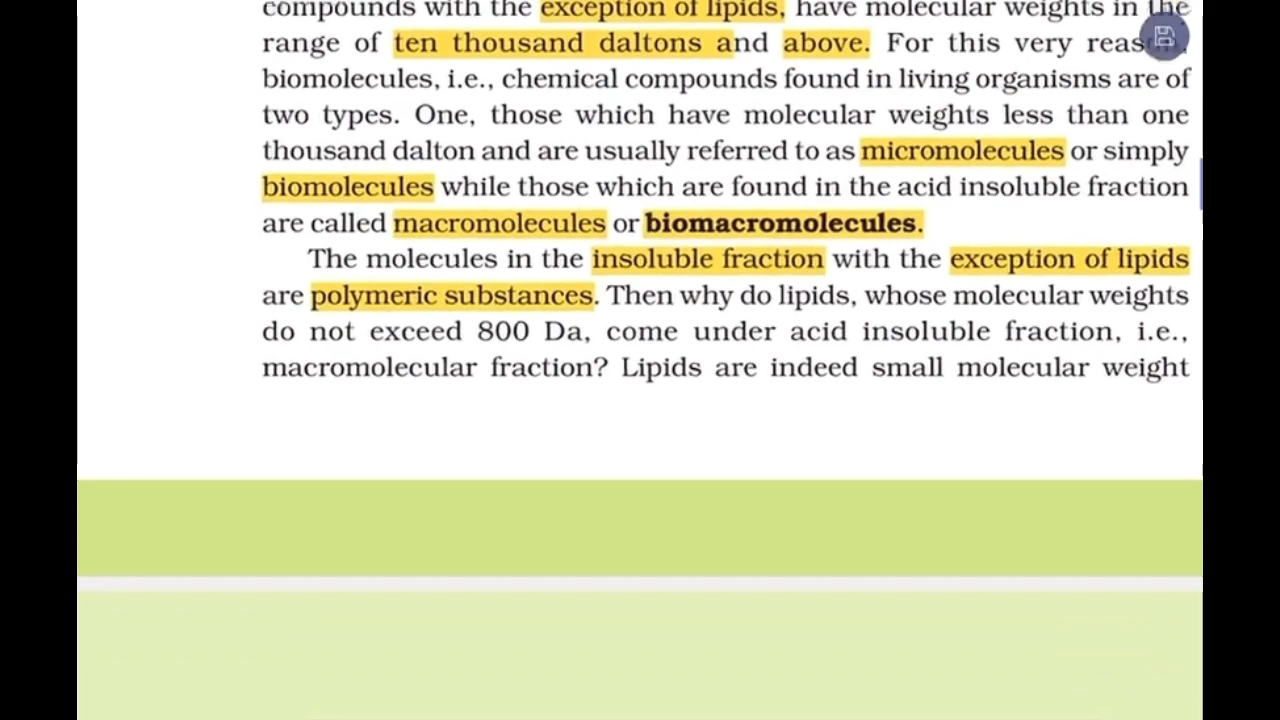 compounds with the exception of lipids, have molecular weights in the
range of ten thousand daltons and above. For this very reason,
biomolecules, i.e., chemical compounds found in living organisms are of
two types. One, those which have molecular weights less than one
thousand dalton and are usually referred to as micromolecules or simply
biomolecules while those which are found in the acid insoluble fraction
are called macromolecules or biomacromolecules.
The molecules in the insoluble fraction with the exception of lipids
are polymeric substances. Then why do lipids, whose molecular weights
do not exceed 800 Da, come under acid insoluble fraction, i.e.,
macromolecular fraction? Lipids are indeed small molecular weight